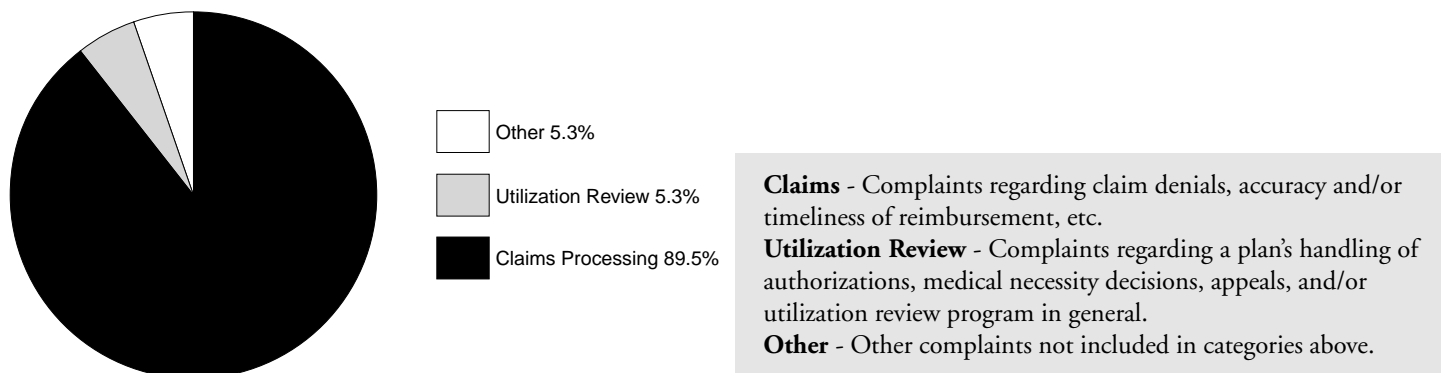 Other 5.3%
Utilization Review 5.3%
Claims Processing 89.5%
Claims - Complaints regarding claim denials, accuracy and/or
timeliness of reimbursement, etc.
Utilization Review - Complaints regarding a plan’s handling of
authorizations, medical necessity decisions, appeals, and/or
utilization review program in general.
Other - Other complaints not included in categories above.